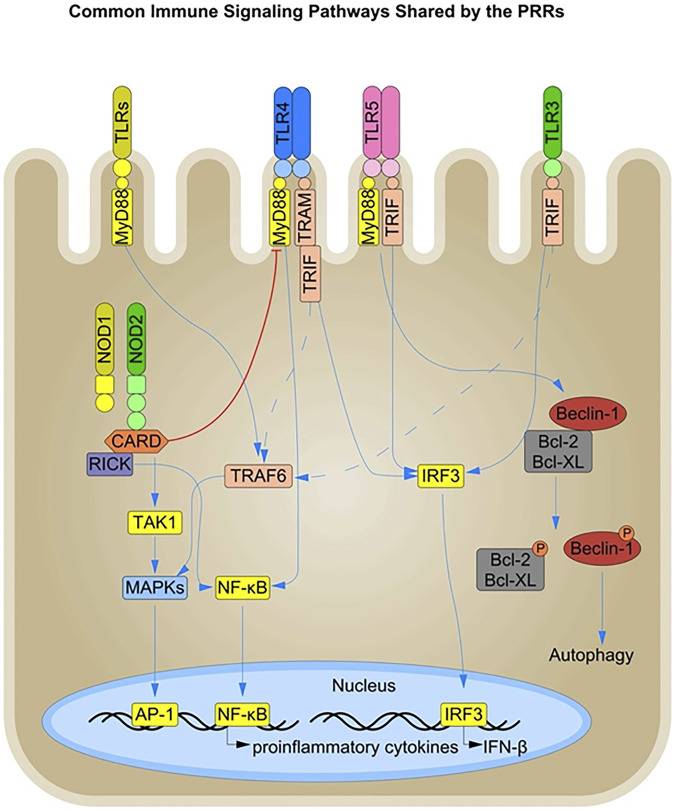 Common Immune Signaling Pathways Shared by the PRRs
TLRs
TLR4
TLR5
TLR3
MyD88
MyD88
TRAM
TRIF
MyD88
TRIF
TRIF
NOD1
NOD2
CARD
RICK
TRAF6
IRF3
Beclin-1
Bcl-2
Bcl-XL
TAK1
MAPKs
NF-κB
P
Bcl-2
Bcl-XL
P
Beclin-1
Autophagy
Nucleus
AP-1
NF-κB
IRF3
proinflammatory cytokines
IFN-β